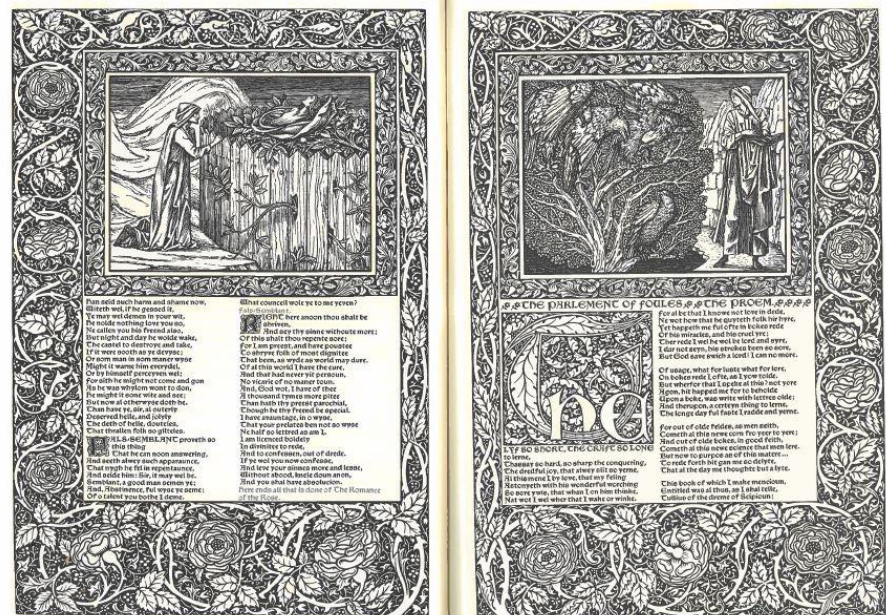 Han seid such harm and shame now,
Witeth wel, if he gessed it,
Ye may wel demen in your wit,
He nolde nothing love you so,
Ne callen you his friend also,
But night and day he wolde wake,
The castel to destroye and take,
If it were sooth as ye devyse;
Or som man in som maner wyse
Might it warne him everydel,
Or by himself perceyven wel;
For sith he might not come and gon
As he was whylom wont to don,
He might it sone wite and see;
But now al otherwyse doth he.
Than have ye, sir, al outerly
Deserved helle, and jolyly
The deth of helle, doutelees,
That thrallen folk so gilteles.
FALS-SEMBLANT proveth so
this thing
That he can noon answering,
And seeth alwey such apparaunce,
That nygh he fel in repentaunce,
And seide him: Sir, it may wel be.
Semblant, a good man semen ye;
And, Abstinence, ful wyse ye seme;
Of o talent you bothe I deme.
What counceil wole ye to me yeven?
Fals-Semblant.
RIGHT here anoon thou shalt be
shriven,
And sey thy sinne withoute more;
Of this shalt thou repente sore;
For I am preest, and have poustee
To shryve folk of most dignitee
That been, as wyde as world may dure.
Of al this world I have the cure,
And that had never yit persoun,
No vicarie of no maner toun.
And, God wot, I have of thee
A thousand tymes more pitee
Than hath thy preest parochial,
Though he thy freend be special.
I have avauntage, in o wyse,
That your prelates ben not so wyse
Ne half so lettred as am I.
I am licenced boldely
In divinitee to rede,
And to confessen, out of drede.
If ye wol you now confesse,
And leve your sinnes more and lesse,
Without abood, knele doun anon,
And you shal have absolucion.
Here ends all that is done of The Romance
of the Rose.
THE PARLEMENT OF FOULES. THE PROEM.
THE
LYF SO SHORT, THE CRAFT SO LONG
to lerne,
Thassay so hard, so sharp the conquering,
The dredful joy, that alwey slit so yerne,
Al this mene I by love, that my feling
Astonyeth with his wonderful worching
So sore ywis, that whan I on him thinke,
Nat wot I wel wher that I wake or winke.
For al be that I knowe not love in dede,
Ne wot how that he quyteth folk hir hyre,
Yet happeth me ful ofte in bokes rede
Of his miracles, and his cruel yre;
Ther rede I wel he wol be lord and syre,
I dar not seyn, his strokes been so sore,
But God save swich a lord! I can no more.
Of usage, what for luste what for lore,
On bokes rede I ofte, as I yow tolde.
But wherfor that I speke al this? not yore
Agon, hit happed me for to beholde
Upon a boke, was write with lettres olde;
And therupon, a certeyn thing to lerne,
The longe day ful faste I radde and yerne.
For out of olde feldes, as men seith,
Cometh al this newe corn fro yeer to yere;
And out of olde bokes, in good feith,
Cometh al this newe science that men lere.
But now to purpos as of this matere...
To rede forth hit gan me so delyte,
That al the day me thoughte but a lyte.
This book of which I make mencioun,
Entitled was al thus, as I shal telle,
Tullius of the dreme of Scipioun;